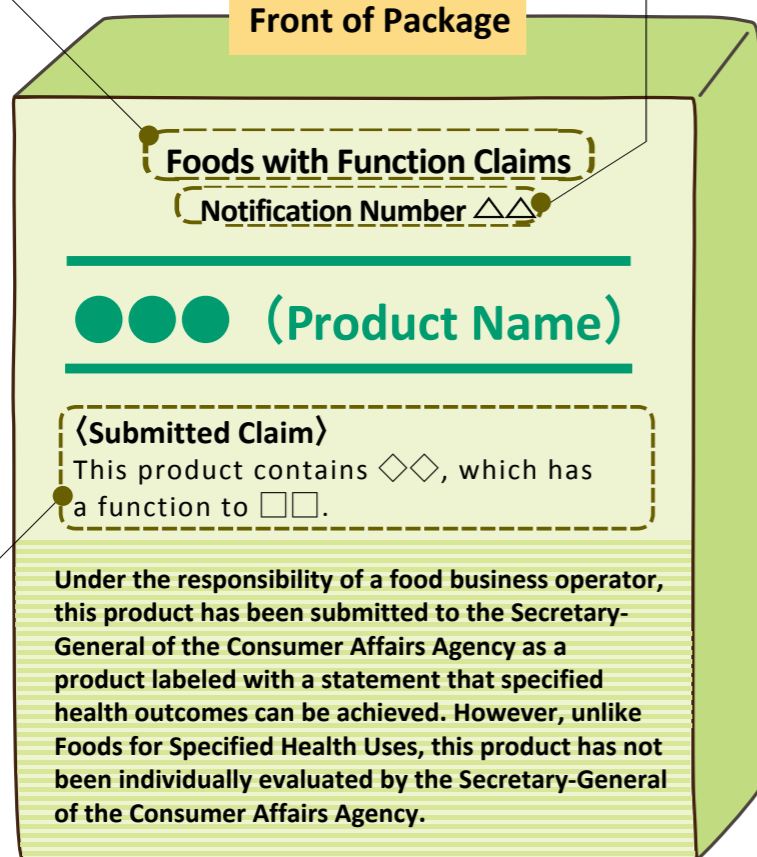 Front of Package
Foods with Function Claims
Notification Number △△
●●● (Product Name)
〈Submitted Claim〉
This product contains ◇◇, which has
a function to □□.
Under the responsibility of a food business operator,
this product has been submitted to the Secretary-
General of the Consumer Affairs Agency as a
product labeled with a statement that specified
health outcomes can be achieved. However, unlike
Foods for Specified Health Uses, this product has not
been individually evaluated by the Secretary-General
of the Consumer Affairs Agency.